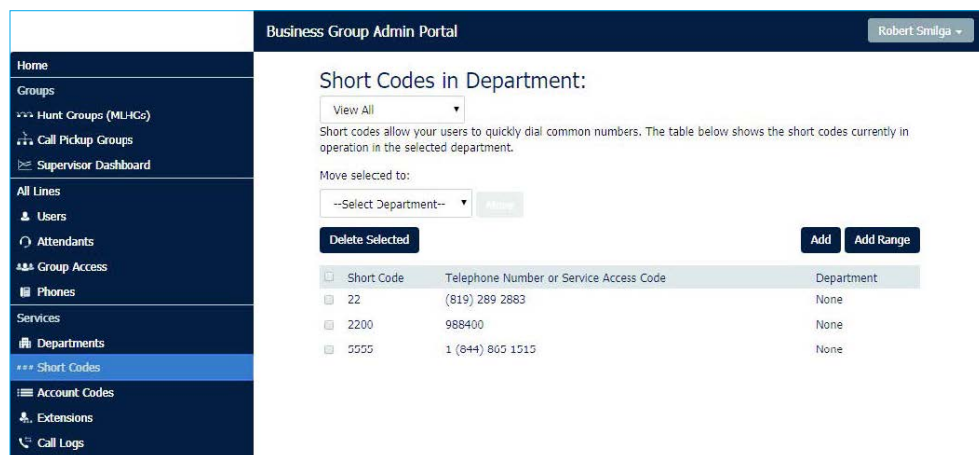 Business Group Admin Portal
Robert Smilga
Home
Groups
Hunt Groups (MLHGs)
Call Pickup Groups
Supervisor Dashboard
All Lines
Users
Attendants
Group Access
Phones
Services
Departments
### Short Codes
Account Codes
Extensions
Call Logs
Short Codes in Department:
View All
Short codes allow your users to quickly dial common numbers. The table below shows the short codes currently in
operation in the selected department.
Move selected to:
--Select Department-- Move
Delete Selected Add Add Range
Short Code Telephone Number or Service Access Code Department
22 (819) 289 2883 None
2200 988400 None
5555 1 (844) 865 1515 None